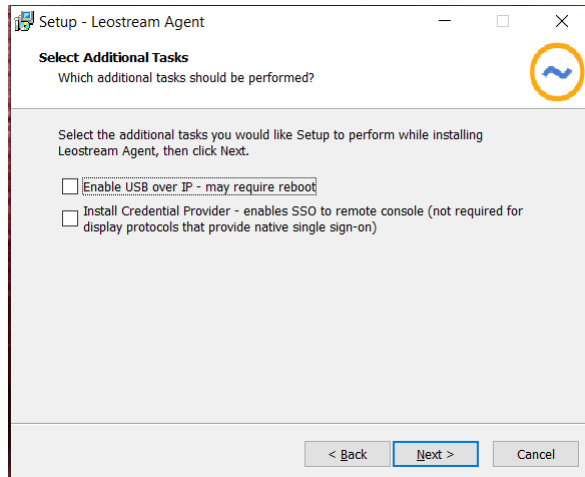 Setup - Leostream Agent
Select Additional Tasks
Which additional tasks should be performed?
Select the additional tasks you would like Setup to perform while installing
Leostream Agent, then click Next.
Enable USB over IP - may require reboot
Install Credential Provider - enables SSO to remote console (not required for
display protocols that provide native single sign-on)
< Back
Next >
Cancel